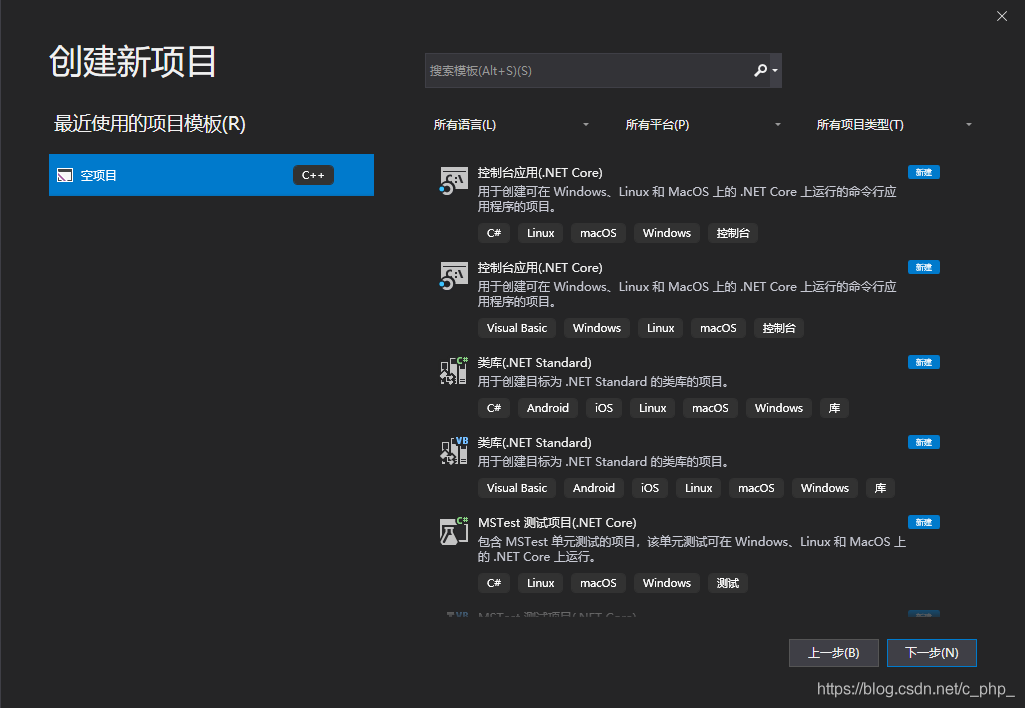 创建新项目
搜索模板(Alt+S)(S)
最近使用的项目模板(R)
所有语言(L)
所有平台(P)
所有项目类型(T)
空项目
C++
控制台应用(.NET Core)
新建
用于创建可在 Windows、Linux 和 MacOS 上的 .NET Core 上运行的命令行应
用程序的项目。
C# Linux macOS Windows 控制台
控制台应用(.NET Core)
新建
用于创建可在 Windows、Linux 和 MacOS 上的 .NET Core 上运行的命令行应
用程序的项目。
Visual Basic Windows Linux macOS 控制台
类库(.NET Standard)
新建
用于创建目标为 .NET Standard 的类库的项目。
C# Android iOS Linux macOS Windows 库
类库(.NET Standard)
新建
用于创建目标为 .NET Standard 的类库的项目。
Visual Basic Android iOS Linux macOS Windows 库
MSTest 测试项目(.NET Core)
新建
包含 MSTest 单元测试的项目，该单元测试可在 Windows、Linux 和 MacOS 上
的 .NET Core 上运行。
C# Linux macOS Windows 测试
MSTest 测试项目(.NET Core)
新建
上一步(B)
下一步(N)
https://blog.csdn.net/c_php_